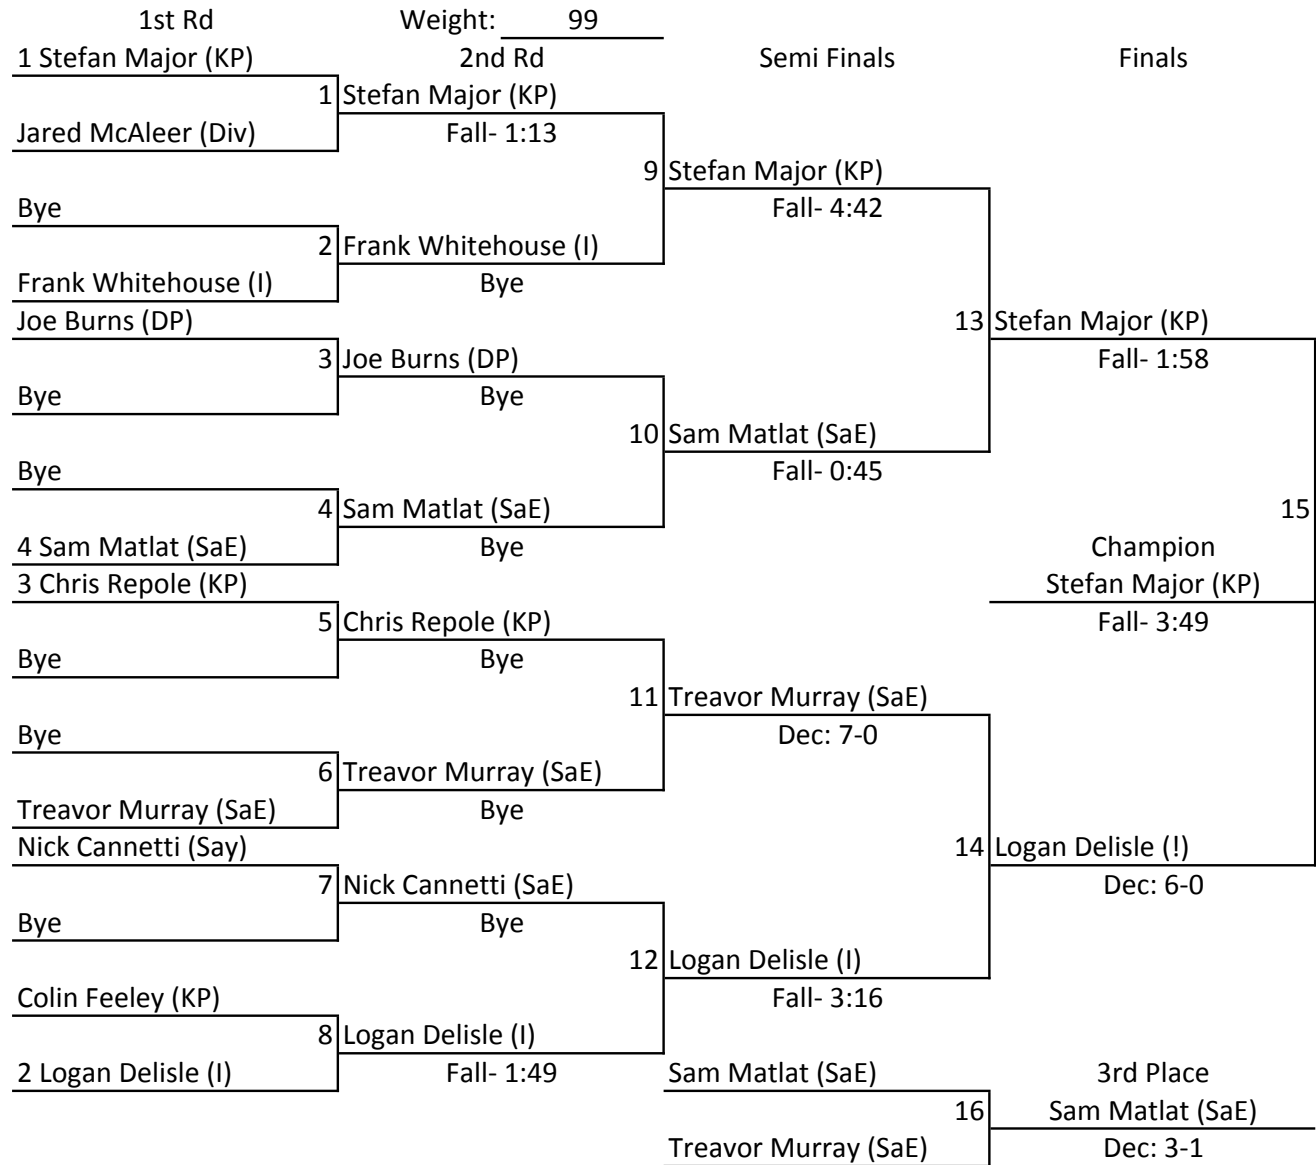 1st Rd Weight: 99
1 Stefan Major (KP) 2nd Rd Semi Finals Finals
1 Stefan Major (KP)
Jared McAleer (Div) Fall- 1:13
9 Stefan Major (KP)
Bye Fall- 4:42
2 Frank Whitehouse (I)
Frank Whitehouse (I) Bye
Joe Burns (DP) 13 Stefan Major (KP)
3 Joe Burns (DP) Fall- 1:58
Bye Bye
10 Sam Matlat (SaE)
Bye Fall- 0:45
4 Sam Matlat (SaE) 15
4 Sam Matlat (SaE) Bye Champion
3 Chris Repole (KP) Stefan Major (KP)
5 Chris Repole (KP) Fall- 3:49
Bye Bye
11 Treavor Murray (SaE)
Bye Dec: 7-0
6 Treavor Murray (SaE)
Treavor Murray (SaE) Bye
Nick Cannetti (Say) 14 Logan Delisle (!)
7 Nick Cannetti (SaE) Dec: 6-0
Bye Bye
12 Logan Delisle (I)
Colin Feeley (KP) Fall- 3:16
8 Logan Delisle (I)
2 Logan Delisle (I) Fall- 1:49 Sam Matlat (SaE) 3rd Place
16 Sam Matlat (SaE)
Treavor Murray (SaE) Dec: 3-1